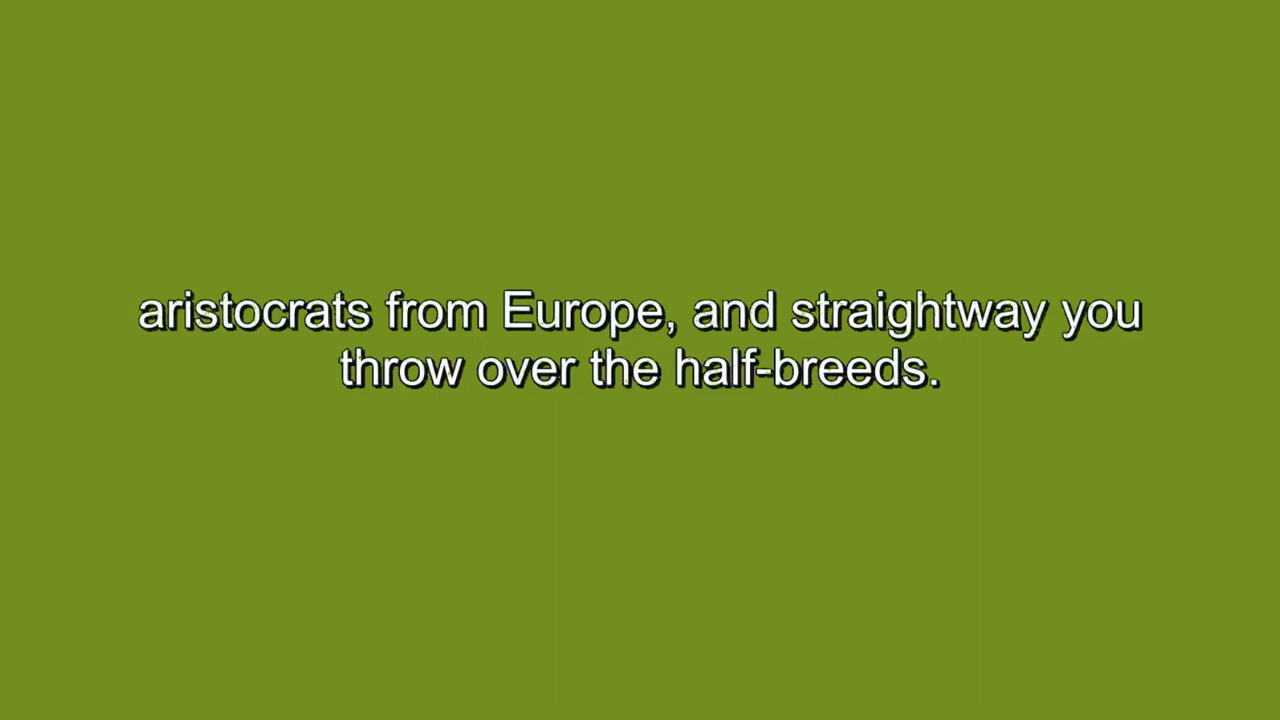 aristocrats from Europe, and straightway you
throw over the half-breeds.